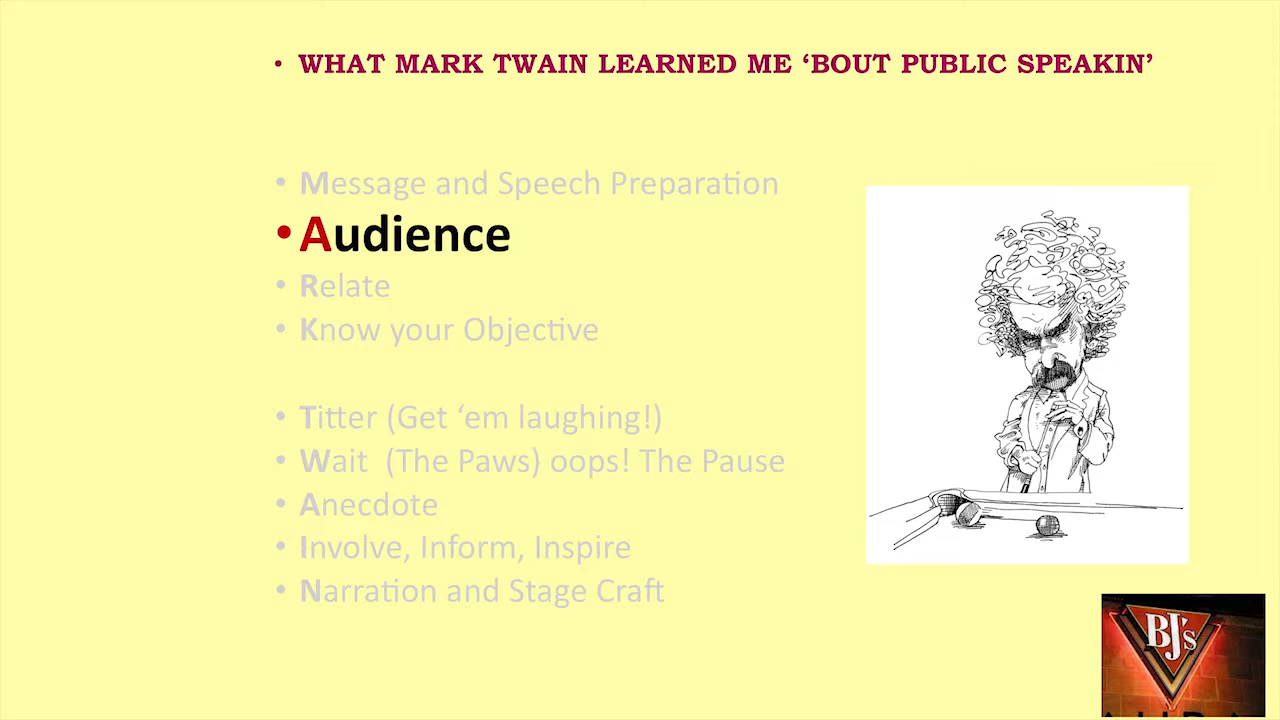 • WHAT MARK TWAIN LEARNED ME ‘BOUT PUBLIC SPEAKIN’
• Message and Speech Preparation
• Audience
• Relate
• Know your Objective
• Titter (Get ‘em laughing!)
• Wait  (The Paws) oops! The Pause
• Anecdote
• Involve, Inform, Inspire
• Narration and Stage Craft
BJ's